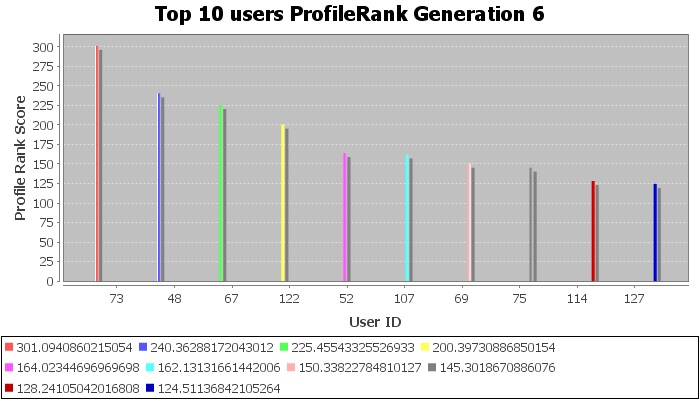 Top 10 users ProfileRank Generation 6
Profile Rank Score
300
275
250
225
200
175
150
125
100
75
50
25
0
73 48 67 122 52 107 69 75 114 127
User ID
301.0940860215054 240.36288172043012 225.45543325526933 200.39730886850154
164.02344696969698 162.13131661442006 150.33822784810127 145.3018670886076
128.24105042016808 124.51136842105264